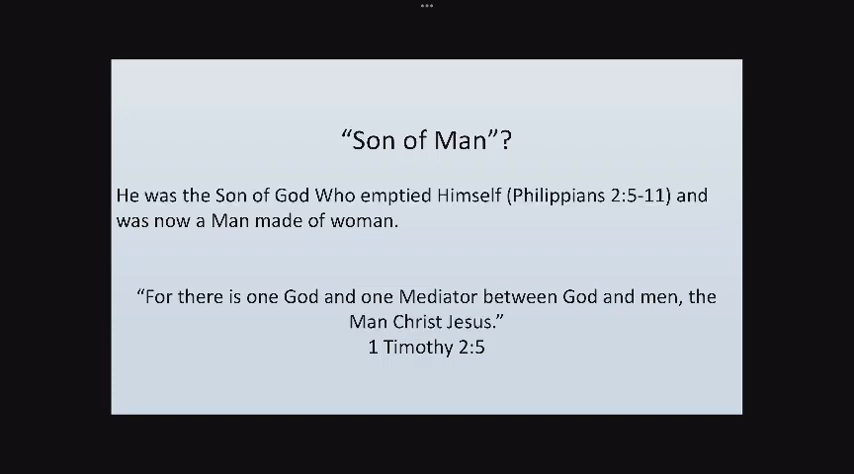 “Son of Man”?
He was the Son of God Who emptied Himself (Philippians 2:5-11) and
was now a Man made of woman.
“For there is one God and one Mediator between God and men, the
Man Christ Jesus.”
1 Timothy 2:5